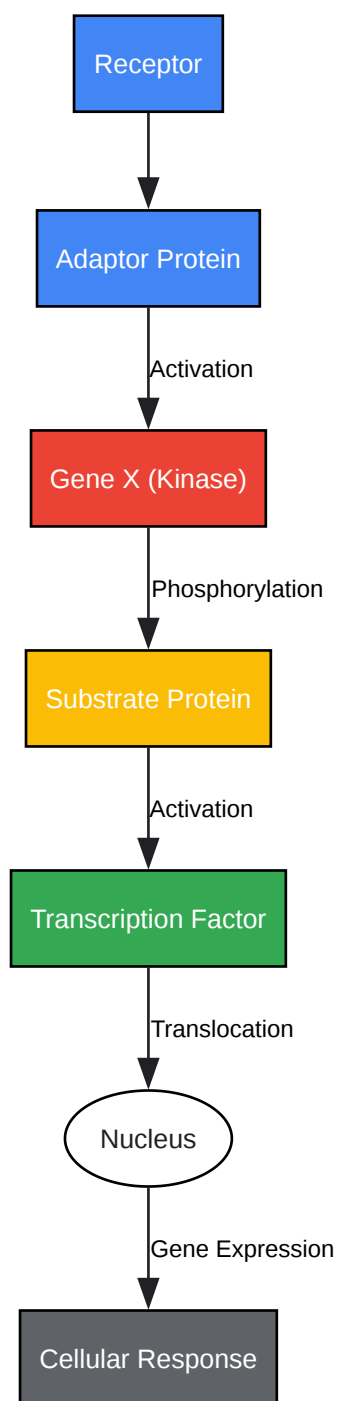 Receptor
Adaptor Protein
Activation
Gene X (Kinase)
Phosphorylation
Substrate Protein
Activation
Transcription Factor
Translocation
Nucleus
Gene Expression
Cellular Response